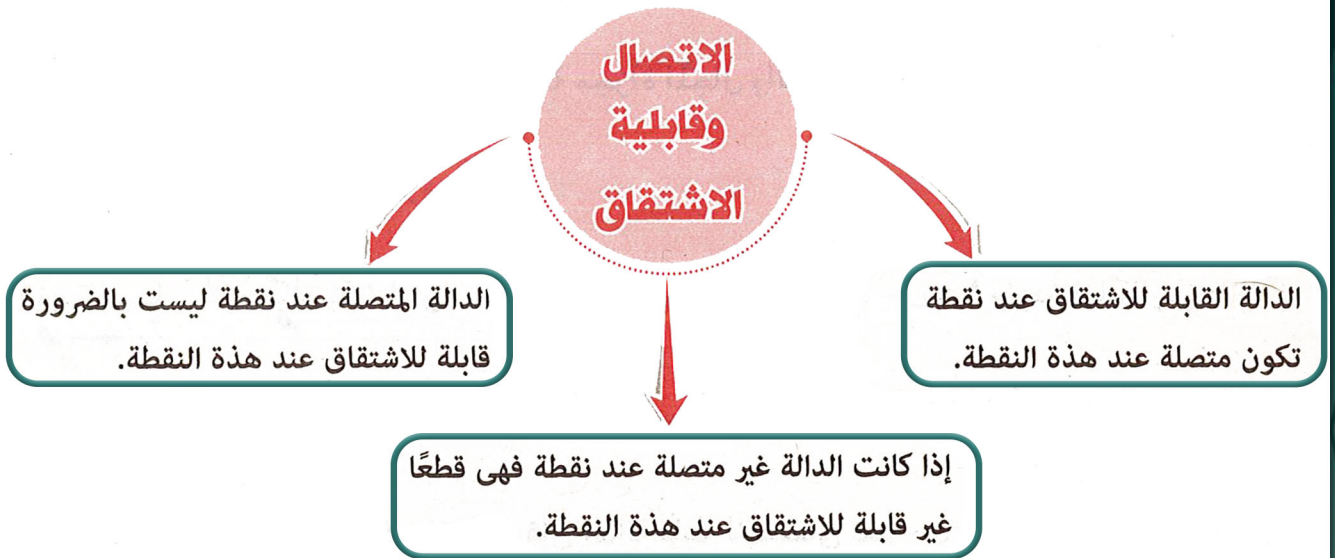 الاتصال
وقابلية
الاشتقاق
الدالة القابلة للاشتقاق عند نقطة
تكون متصلة عند هذة النقطة.
الدالة المتصلة عند نقطة ليست بالضرورة
قابلة للاشتقاق عند هذة النقطة.
إذا كانت الدالة غير متصلة عند نقطة فهى قطعًا
غير قابلة للاشتقاق عند هذة النقطة.